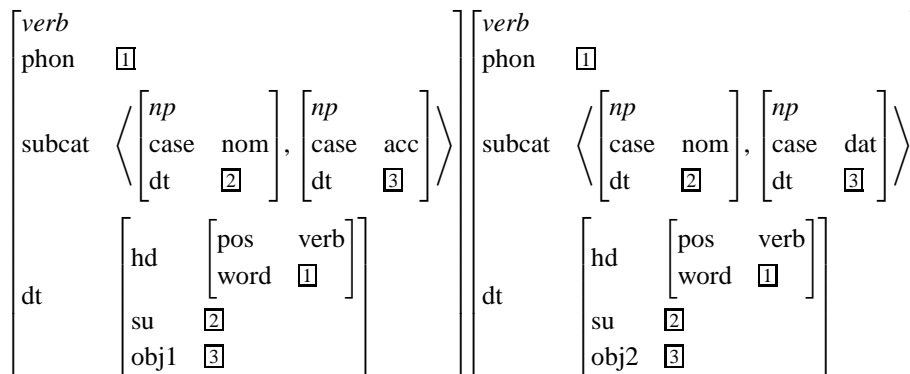 verb verb
phon 1 phon 1
np np np np
subcat ⟨ case nom , case acc ⟩ subcat ⟨ case nom , case dat ⟩
dt 2 dt 3 dt 2 dt 3
pos verb pos verb
hd hd
word 1 word 1
dt dt
su 2 su 2
obj1 3 obj2 3